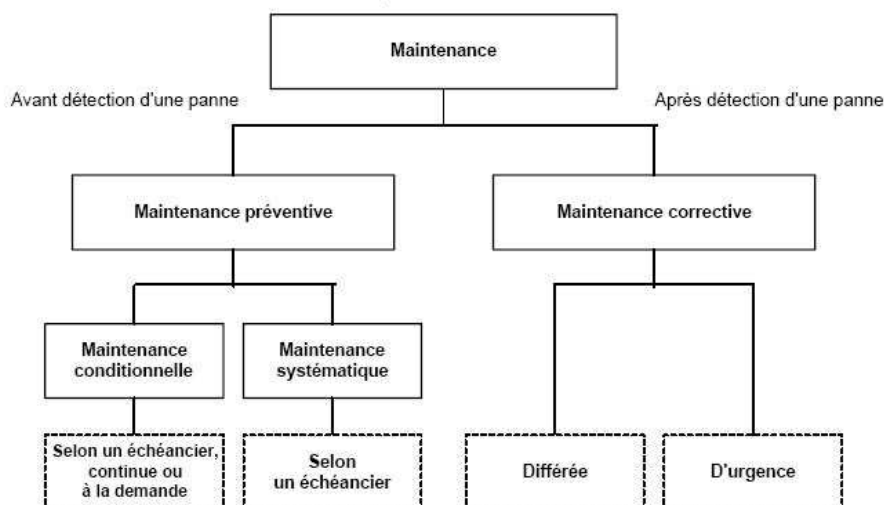 Maintenance
Avant détection d'une panne
Après détection d'une panne
Maintenance préventive
Maintenance corrective
Maintenance
conditionnelle
Maintenance
systématique
Selon un échéancier,
continue ou
à la demande
Selon
un échéancier
Différée
D'urgence